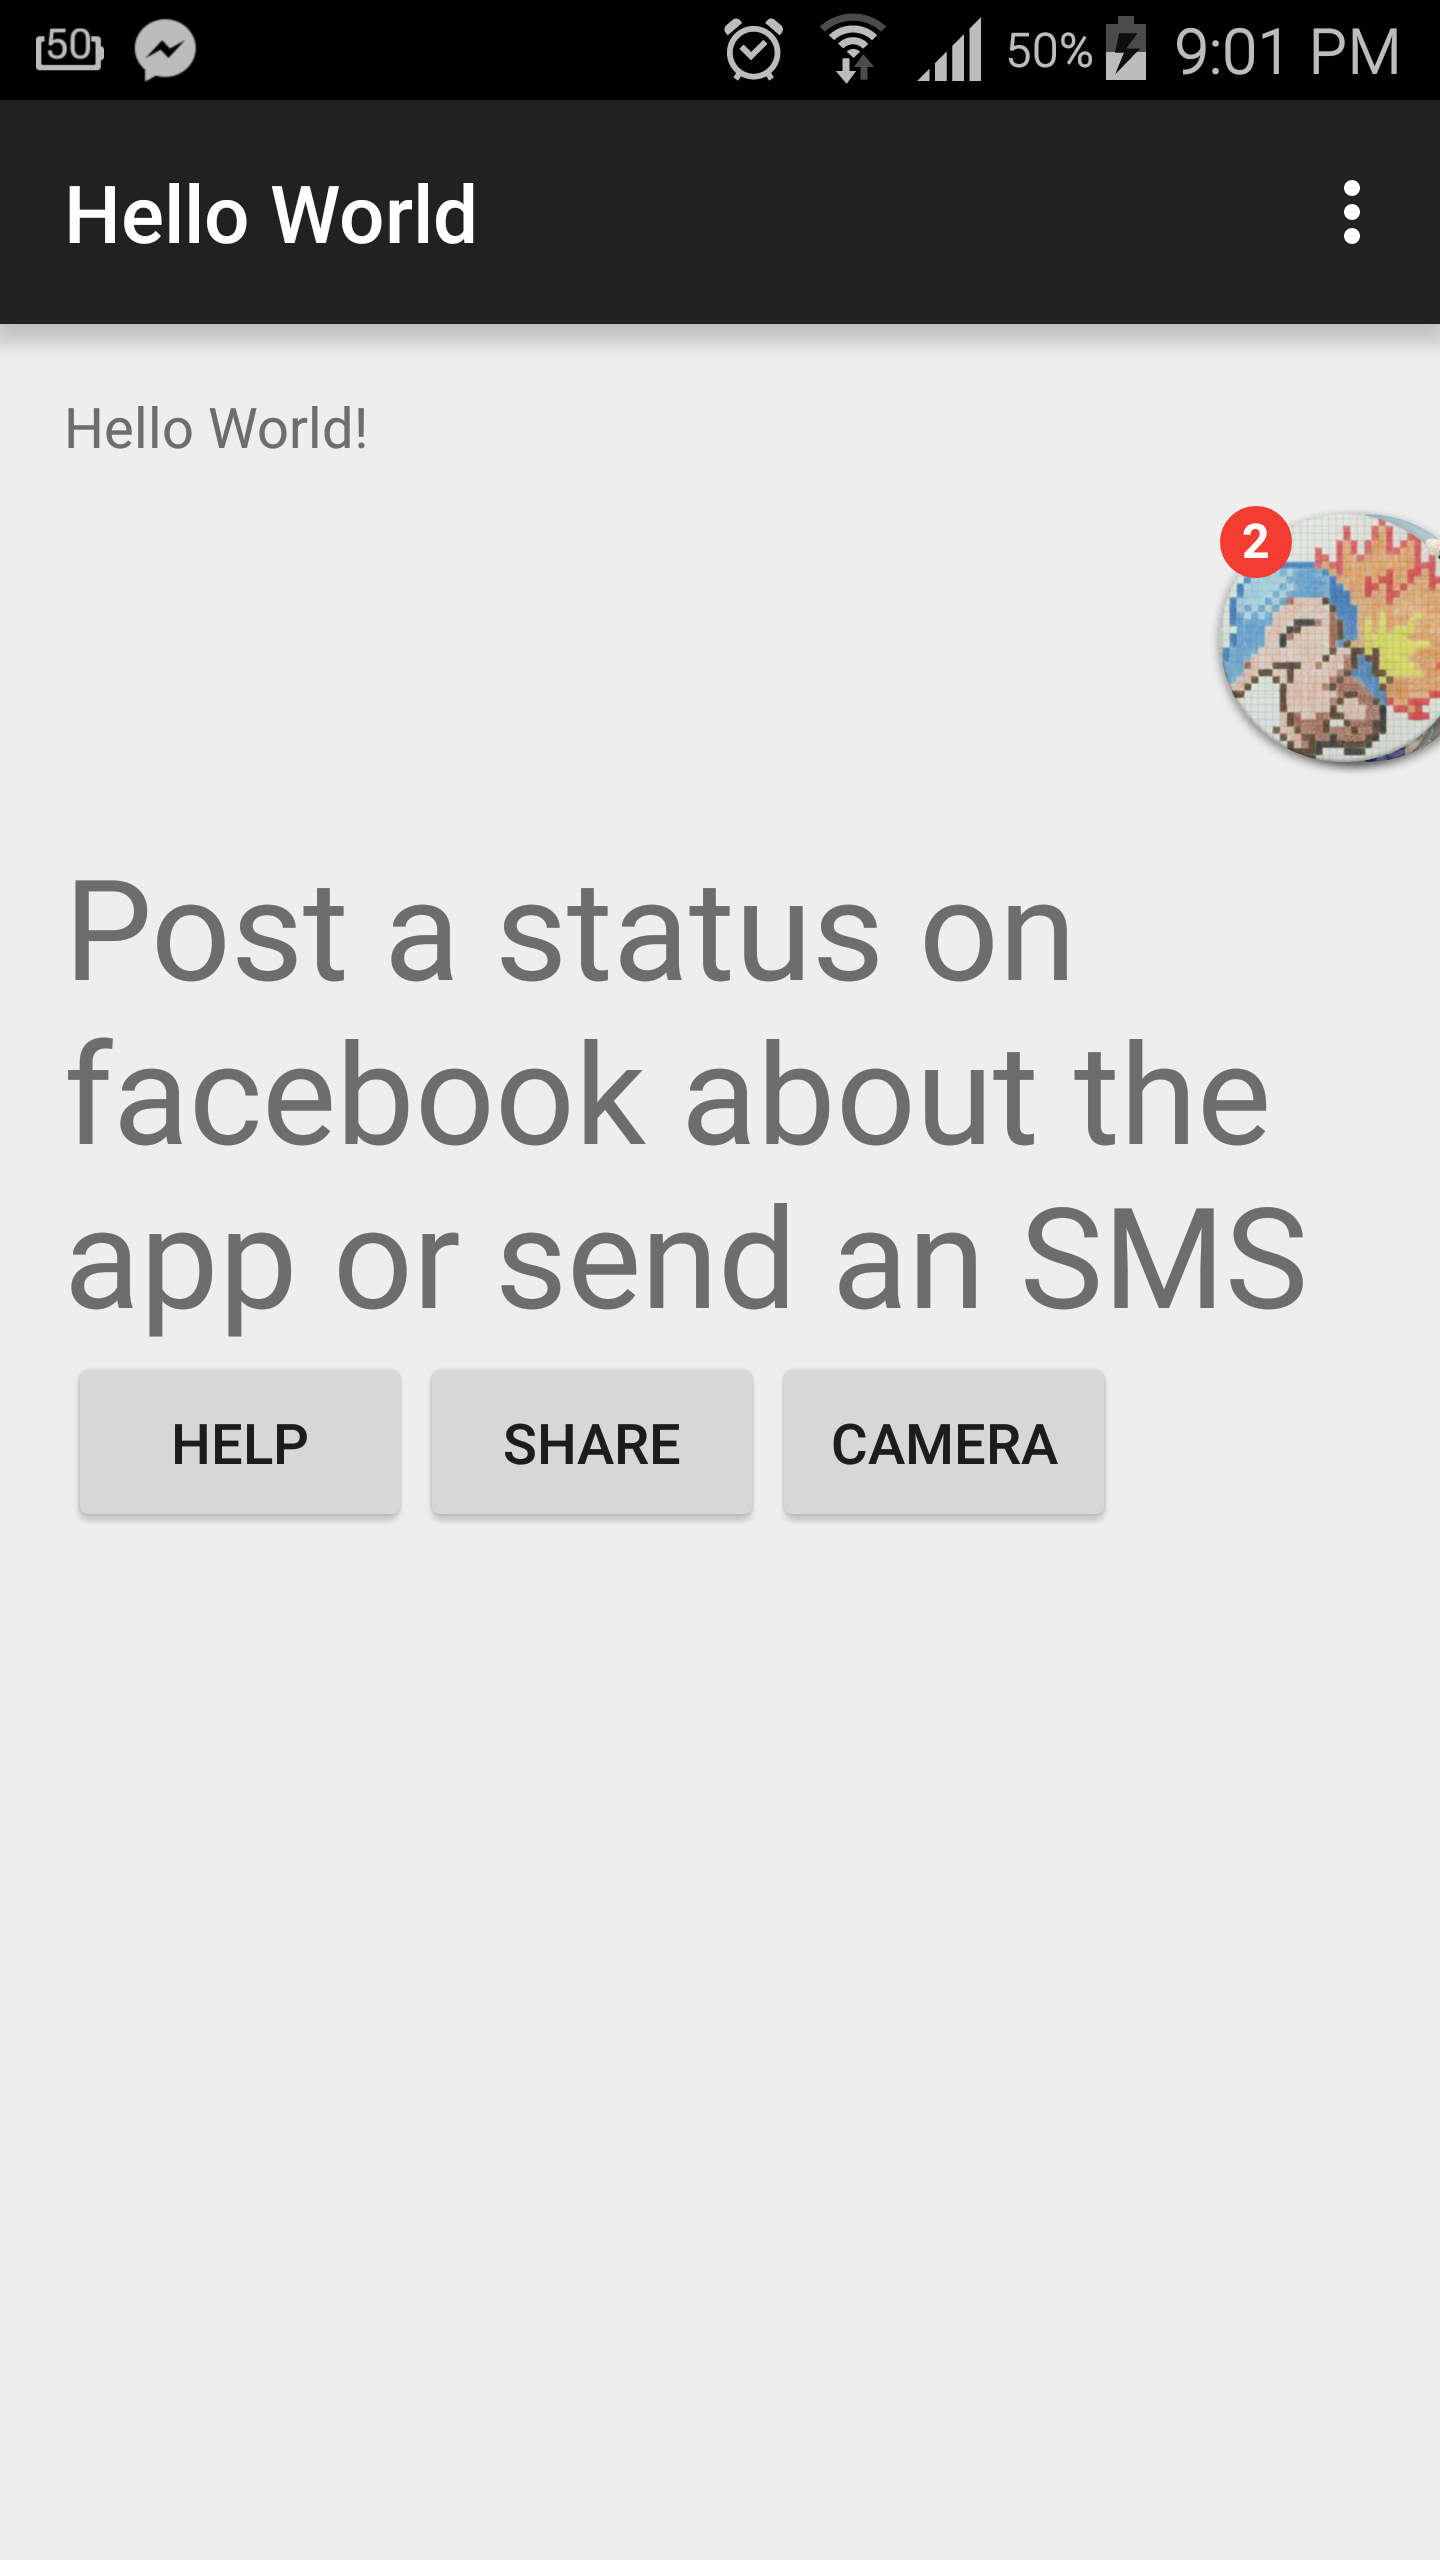 50 50% 9:01 PM
Hello World
Hello World!
2
Post a status on
facebook about the
app or send an SMS
HELP SHARE CAMERA